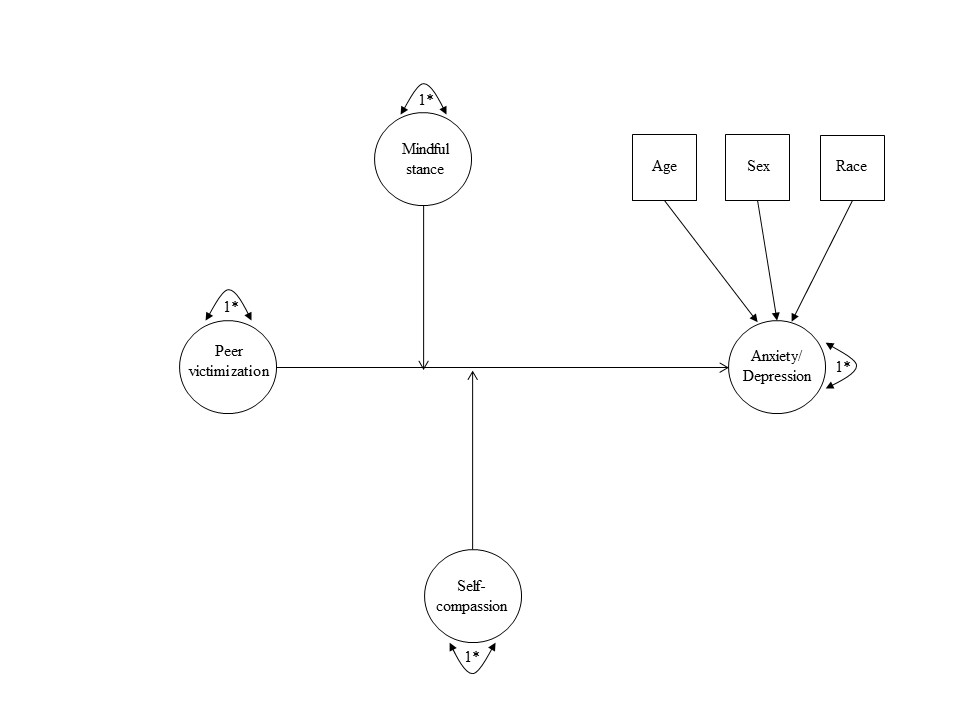 1*
Mindful
stance
Age
Sex
Race
1*
Peer
victimization
Anxiety/
Depression
1*
Self-
compassion
1*